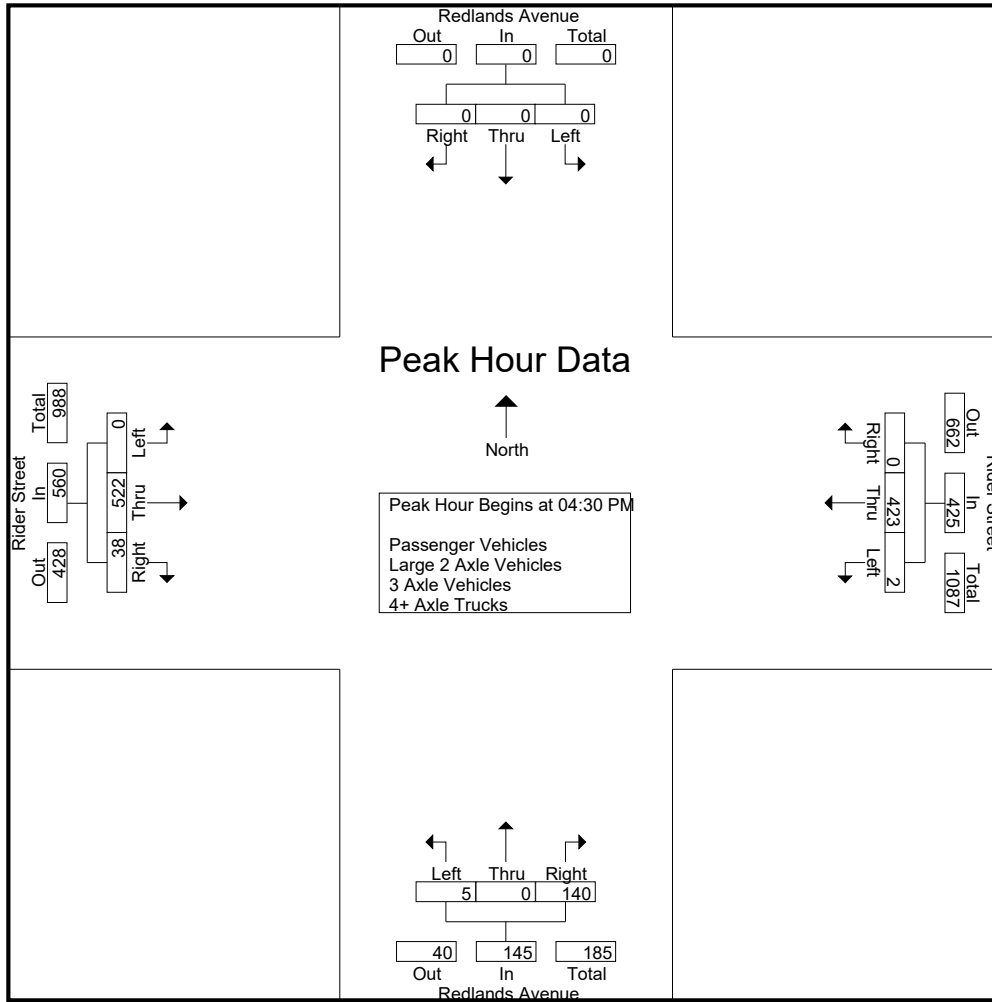 Redlands Avenue
Out In Total
0 0 0
0 0 0
Right Thru Left
Peak Hour Data
North
Rider Street
Total In Out
988 560 428
0 522 38
Left Thru Right
Peak Hour Begins at 04:30 PM
Passenger Vehicles
Large 2 Axle Vehicles
3 Axle Vehicles
4+ Axle Trucks
Right Thru Left
0 423 2
Out In Total
662 425 1087
Rider Street
Left Thru Right
5 0 140
40 145 185
Out In Total
Redlands Avenue